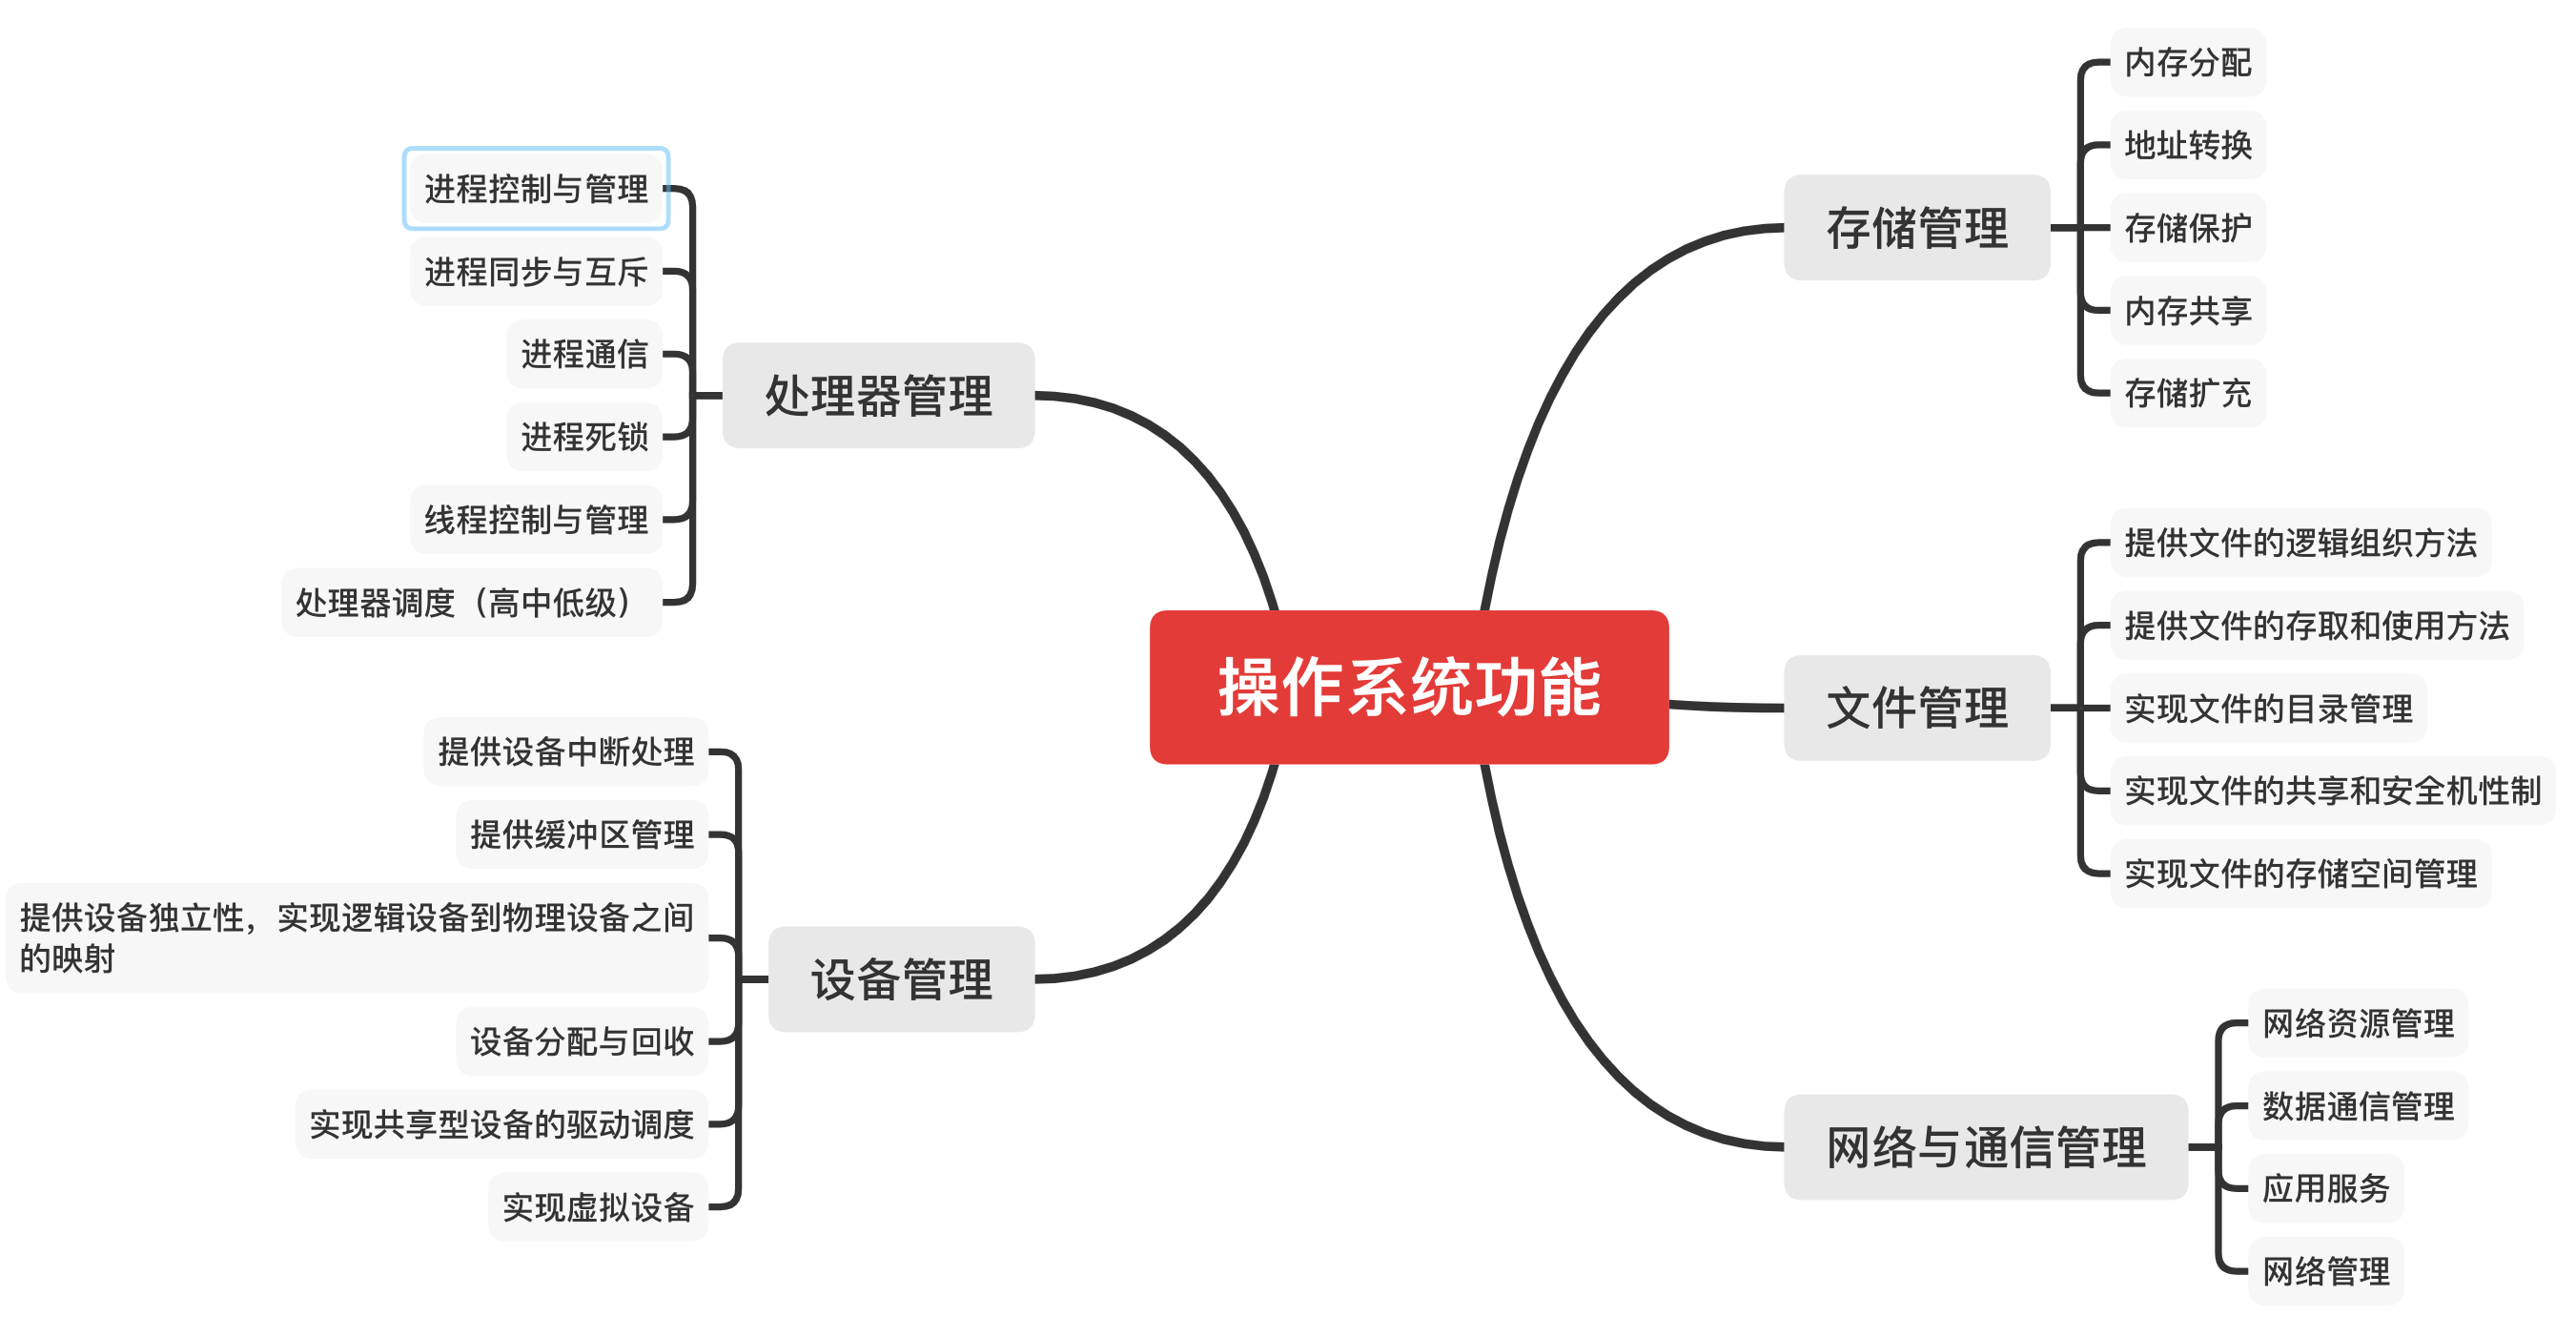 操作系统功能
处理器管理
进程控制与管理
进程同步与互斥
进程通信
进程死锁
线程控制与管理
处理器调度（高中低级）
设备管理
提供设备中断处理
提供缓冲区管理
提供设备独立性，实现逻辑设备到物理设备之间
的映射
设备分配与回收
实现共享型设备的驱动调度
实现虚拟设备
存储管理
内存分配
地址转换
存储保护
内存共享
存储扩充
文件管理
提供文件的逻辑组织方法
提供文件的存取和使用方法
实现文件的目录管理
实现文件的共享和安全机性制
实现文件的存储空间管理
网络与通信管理
网络资源管理
数据通信管理
应用服务
网络管理